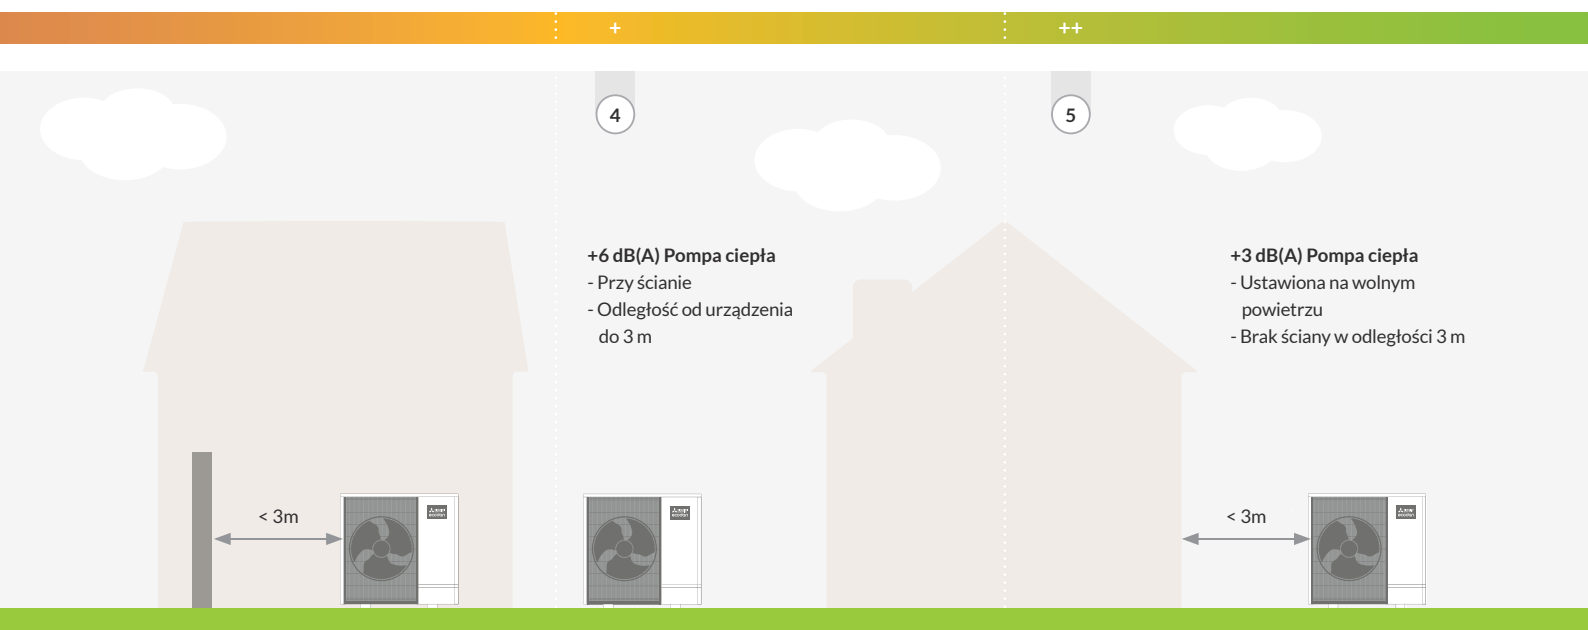 +
++
4
5
+6 dB(A) Pompa ciepła
- Przy ścianie
- Odległość od urządzenia
do 3 m
+3 dB(A) Pompa ciepła
- Ustawiona na wolnym
powietrzu
- Brak ściany w odległości 3 m
< 3m
< 3m